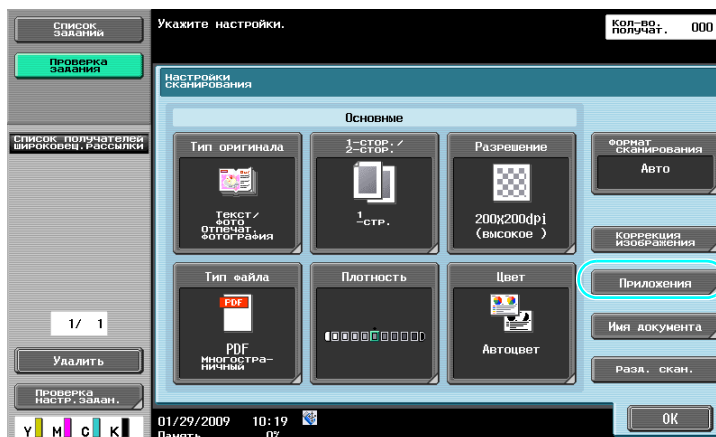 Список
заданий
Проверка
задания
Список получателей
широковещ.рассылки
1/ 1
Удалить
Проверка
настр.задан.
Y M C K
Укажите настройки.
Кол-во.
получат. 000
Настройки
сканирования
Основные
Тип оригинала
Текст/
фото
отпечат.
фотография
1-стор./
2-стор.
1
-стр.
Разрешение
200x200dpi
(высокое )
Формат
сканирования
Авто
Коррекция
изображения
Тип файла
PDF
PDF
многостра-
ничный
Плотность
Цвет
Автоцвет
Приложения
Имя документа
Разд. скан.
01/29/2009 10:19
Память 0%
OK